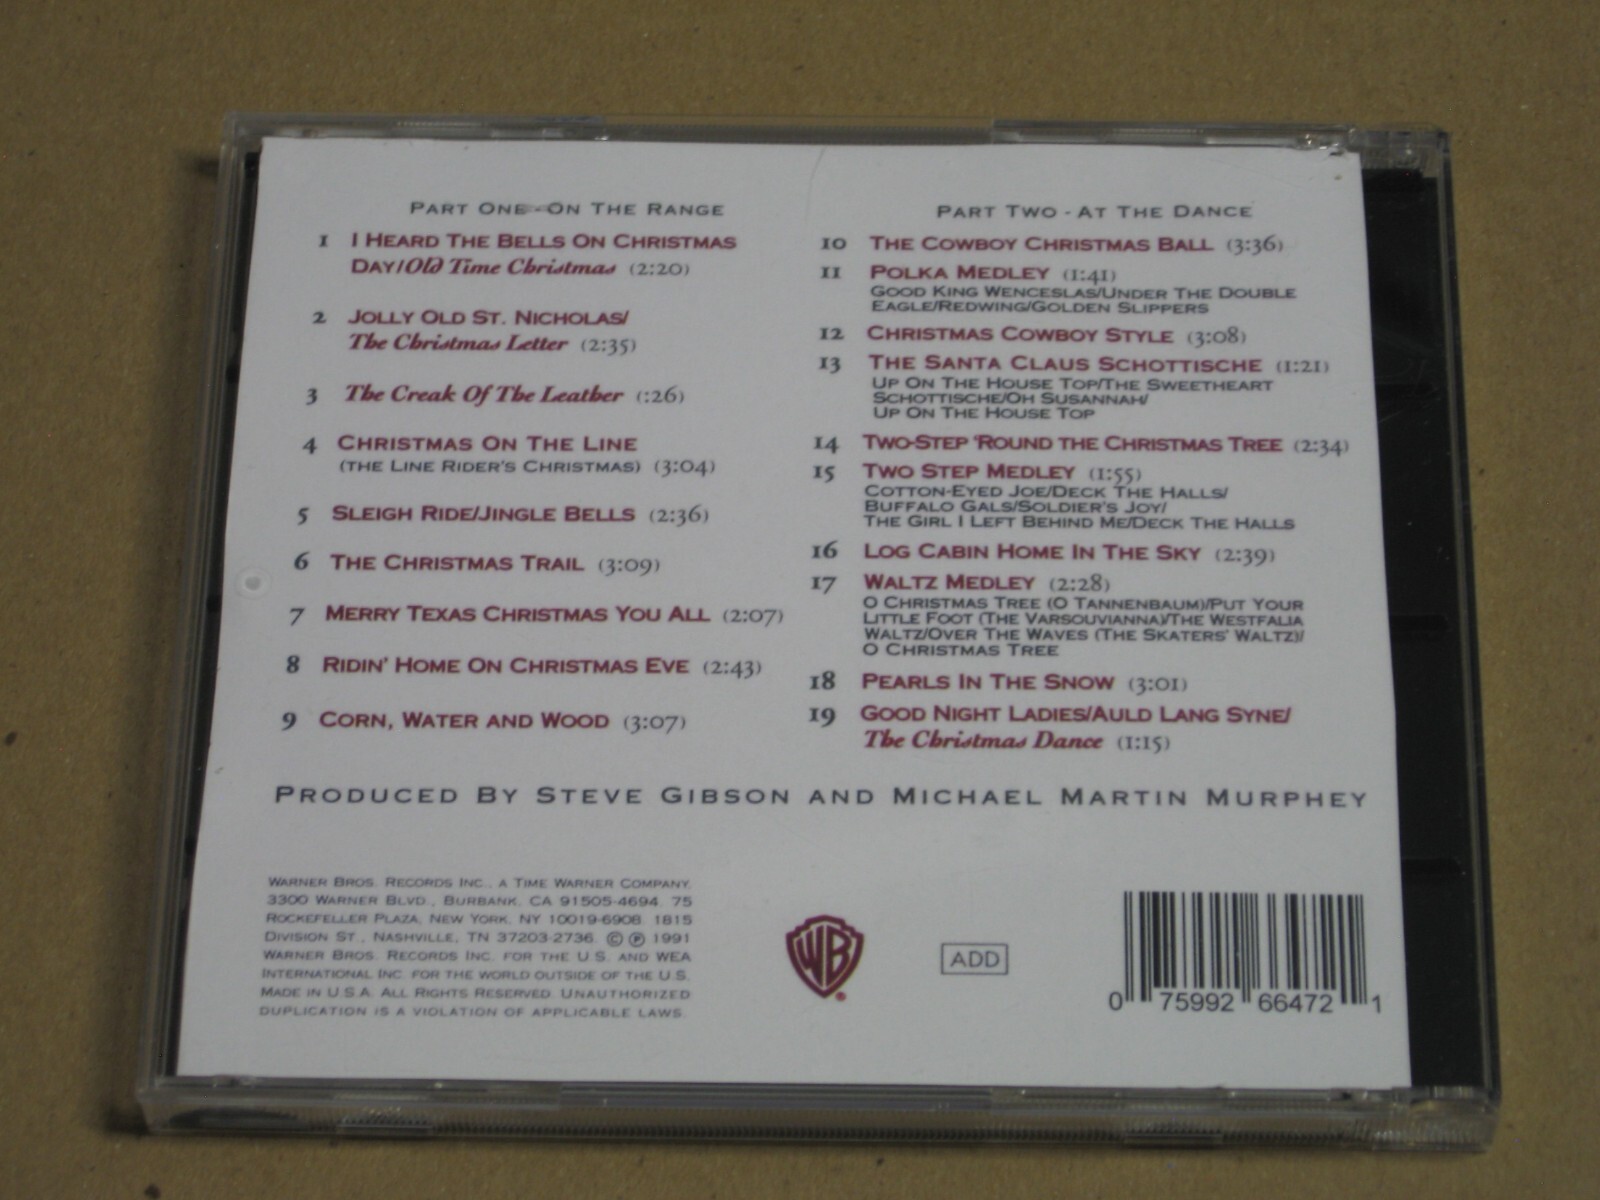 PART ONE - ON THE RANGE
1 I HEARD THE BELLS ON CHRISTMAS
DAY/Old Time Christmas (2:20)
2 JOLLY OLD ST. NICHOLAS/
The Christmas Letter (2:35)
3 The Creak Of The Leather (:26)
4 CHRISTMAS ON THE LINE
(THE LINE RIDER'S CHRISTMAS) (3:04)
5 SLEIGH RIDE/JINGLE BELLS (2:36)
6 THE CHRISTMAS TRAIL (3:09)
7 MERRY TEXAS CHRISTMAS YOU ALL (2:07)
8 RIDIN' HOME ON CHRISTMAS EVE (2:43)
9 CORN, WATER AND WOOD (3:07)
PART TWO - AT THE DANCE
10 THE COWBOY CHRISTMAS BALL (3:36)
11 POLKA MEDLEY (1:41)
GOOD KING WENCESLAS/UNDER THE DOUBLE
EAGLE/REDWING/GOLDEN SLIPPERS
12 CHRISTMAS COWBOY STYLE (3:08)
13 THE SANTA CLAUS SCHOTTISCHE (1:21)
UP ON THE HOUSE TOP/THE SWEETHEART
SCHOTTISCHE/OH SUSANNAH/
UP ON THE HOUSE TOP
14 TWO-STEP 'ROUND THE CHRISTMAS TREE (2:34)
15 TWO STEP MEDLEY (1:55)
COTTON-EYED JOE/DECK THE HALLS/
BUFFALO GALS/SOLDIER'S JOY/
THE GIRL I LEFT BEHIND ME/DECK THE HALLS
16 LOG CABIN HOME IN THE SKY (2:39)
17 WALTZ MEDLEY (2:28)
O CHRISTMAS TREE (O TANNENBAUM)/PUT YOUR
LITTLE FOOT (THE VARSOUVIANNA)/THE WESTFALIA
WALTZ/OVER THE WAVES (THE SKATERS' WALTZ)/
O CHRISTMAS TREE
18 PEARLS IN THE SNOW (3:01)
19 GOOD NIGHT LADIES/AULD LANG SYNE/
The Christmas Dance (1:15)
PRODUCED BY STEVE GIBSON AND MICHAEL MARTIN MURPHEY
WARNER BROS. RECORDS INC., A TIME WARNER COMPANY.
3300 WARNER BLVD., BURBANK, CA 91505-4694. 75
ROCKEFELLER PLAZA, NEW YORK, NY 10019-6908. 1815
DIVISION ST., NASHVILLE, TN 37203-2736. © ℗ 1991
WARNER BROS. RECORDS INC. FOR THE U.S. AND WEA
INTERNATIONAL INC. FOR THE WORLD OUTSIDE OF THE U.S.
MADE IN U.S.A. ALL RIGHTS RESERVED. UNAUTHORIZED
DUPLICATION IS A VIOLATION OF APPLICABLE LAWS.
WB ®
ADD
0 75992 66472 1